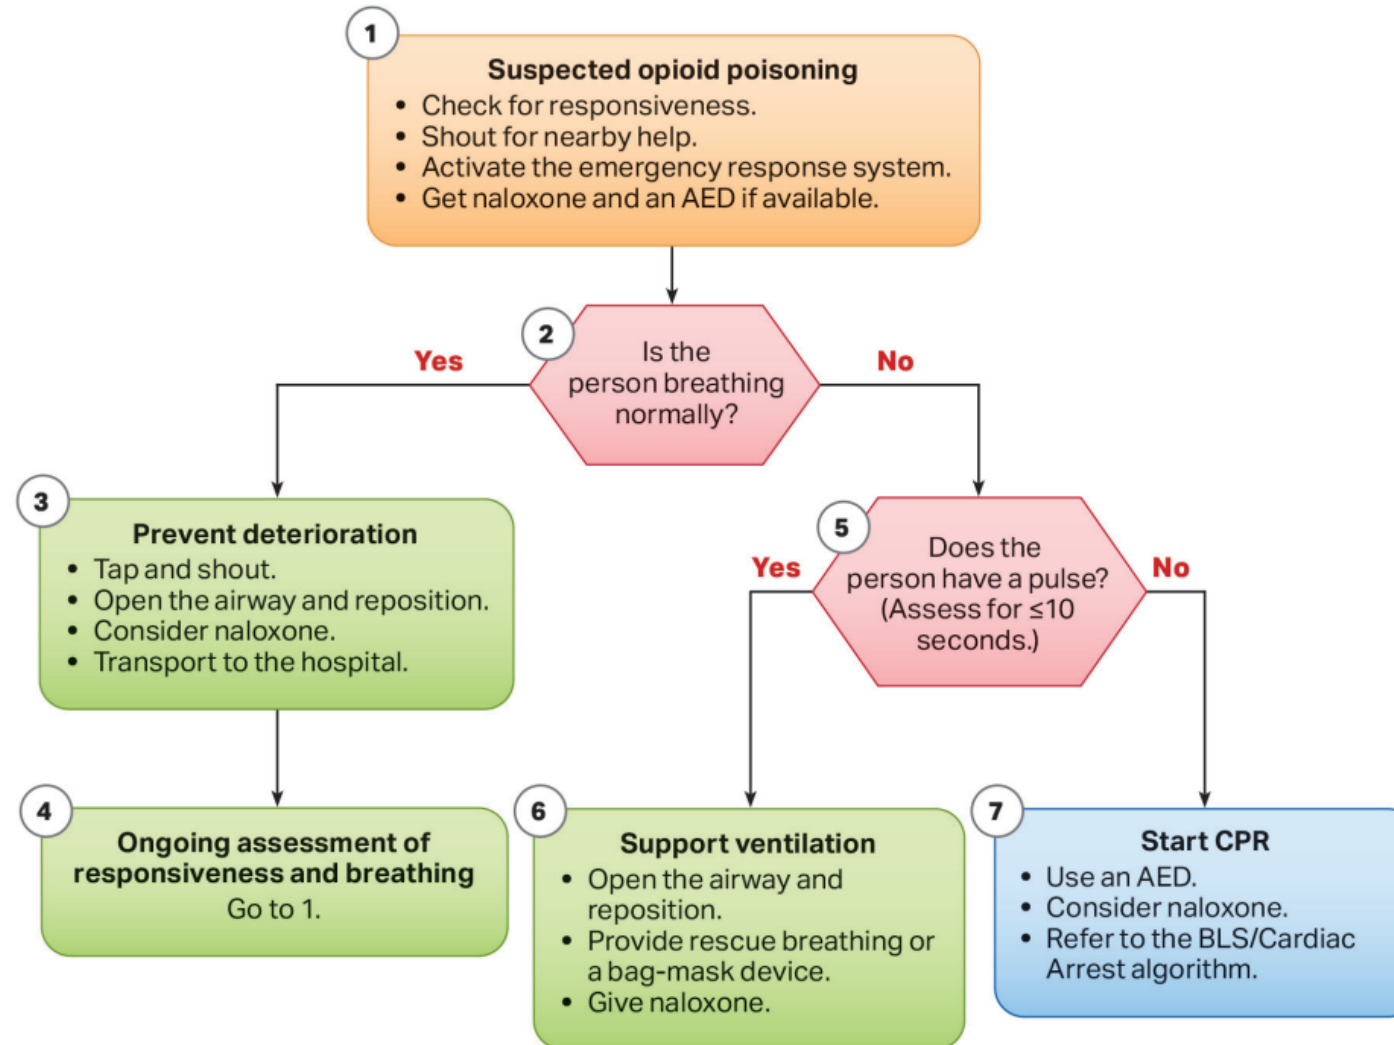 1
Suspected opioid poisoning
• Check for responsiveness.
• Shout for nearby help.
• Activate the emergency response system.
• Get naloxone and an AED if available.
2
Is the
person breathing
normally?
Yes
No
3
Prevent deterioration
• Tap and shout.
• Open the airway and reposition.
• Consider naloxone.
• Transport to the hospital.
4
Ongoing assessment of
responsiveness and breathing
Go to 1.
5
Does the
person have a pulse?
(Assess for ≤10
seconds.)
Yes
No
6
Support ventilation
• Open the airway and
reposition.
• Provide rescue breathing or
a bag-mask device.
• Give naloxone.
7
Start CPR
• Use an AED.
• Consider naloxone.
• Refer to the BLS/Cardiac
Arrest algorithm.